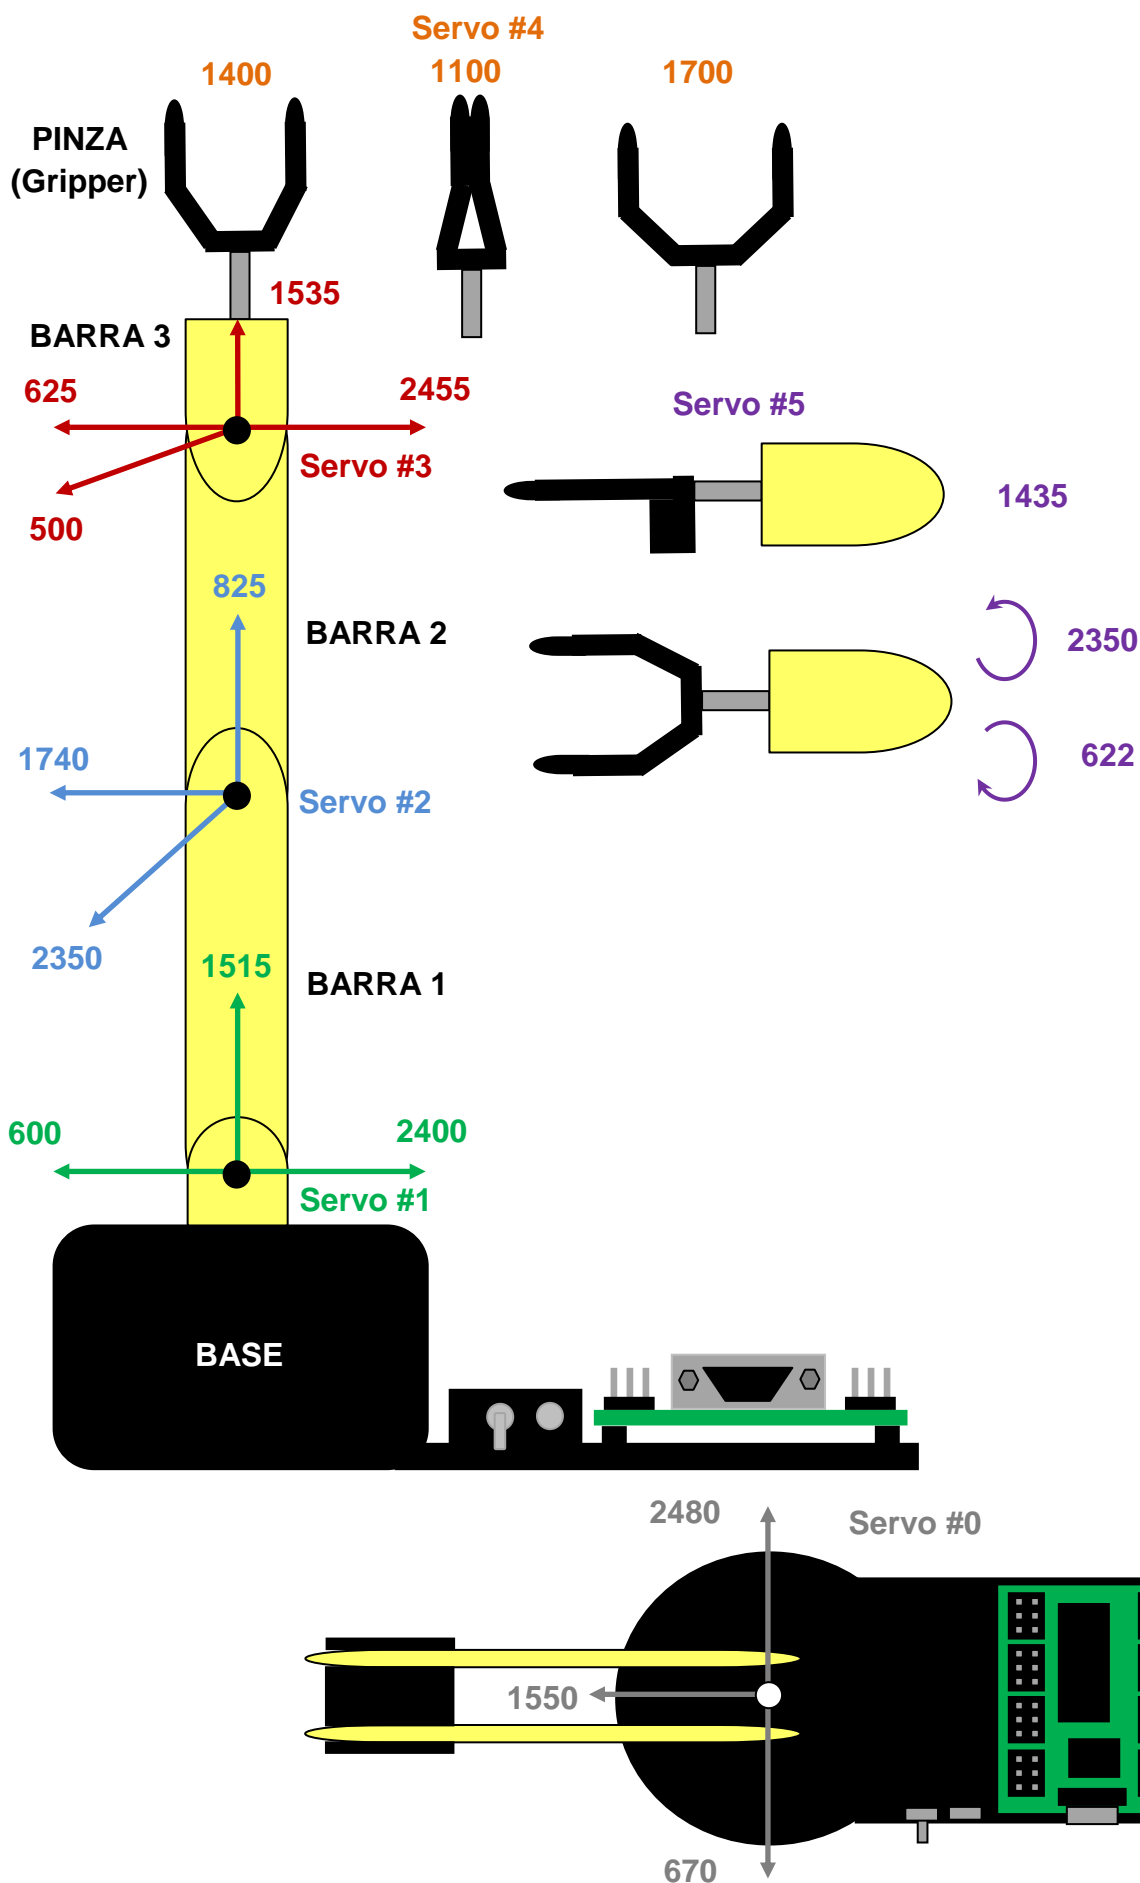 Servo #4
1400
1100
1700
PINZA
(Gripper)
1535
BARRA 3
625
2455
Servo #3
500
Servo #5
1435
825
BARRA 2
2350
1740
622
Servo #2
2350
1515
BARRA 1
600
2400
Servo #1
BASE
2480
Servo #0
1550
670